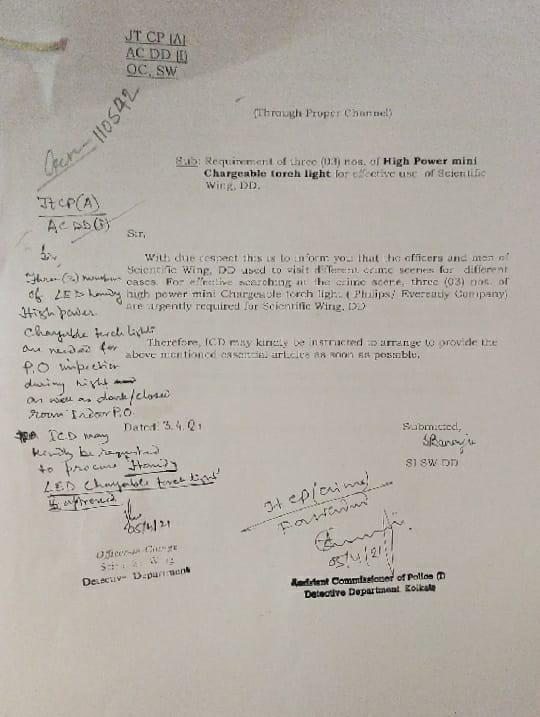 JT CP [A]
AC DD [I]
OC, SW
110542
(Through Proper Channel)
Sub: Requirement of three (03) nos. of High Power mini
Chargeable torch light for effective use of Scientific
Wing, DD.
Jt CP(A)
AC DD(I)
Sir,
With due respect this is to inform you that the officers and men of
Scientific Wing, DD used to visit different crime scenes for different
cases. For effective searching at the crime scene, three (03) nos. of
high power mini Chargeable torch light ( Philips/ Eveready Company)
are urgently required for Scientific Wing, DD
Therefore, ICD may kindly be instructed to arrange to provide the
above mentioned essential articles as soon as possible.
Sir,
Three (3) numbers
of LED handy
High power
Chargable torch lights
are needed for
P.O inspection
during night
as well as dark/closed
room Indoor P.O.
ICD may
kindly be requested
to procure Handy
LED Chargable torch light
if approved
05/4/21
Officer-in-Charge
Detective Department
Dated: 3.4.21
Submitted,
SBanerjee
SI SW DD
Jt CP(Crime)
Forwarded
05/4/21
Assistant Commissioner of Police (I)
Detective Department, Kolkata